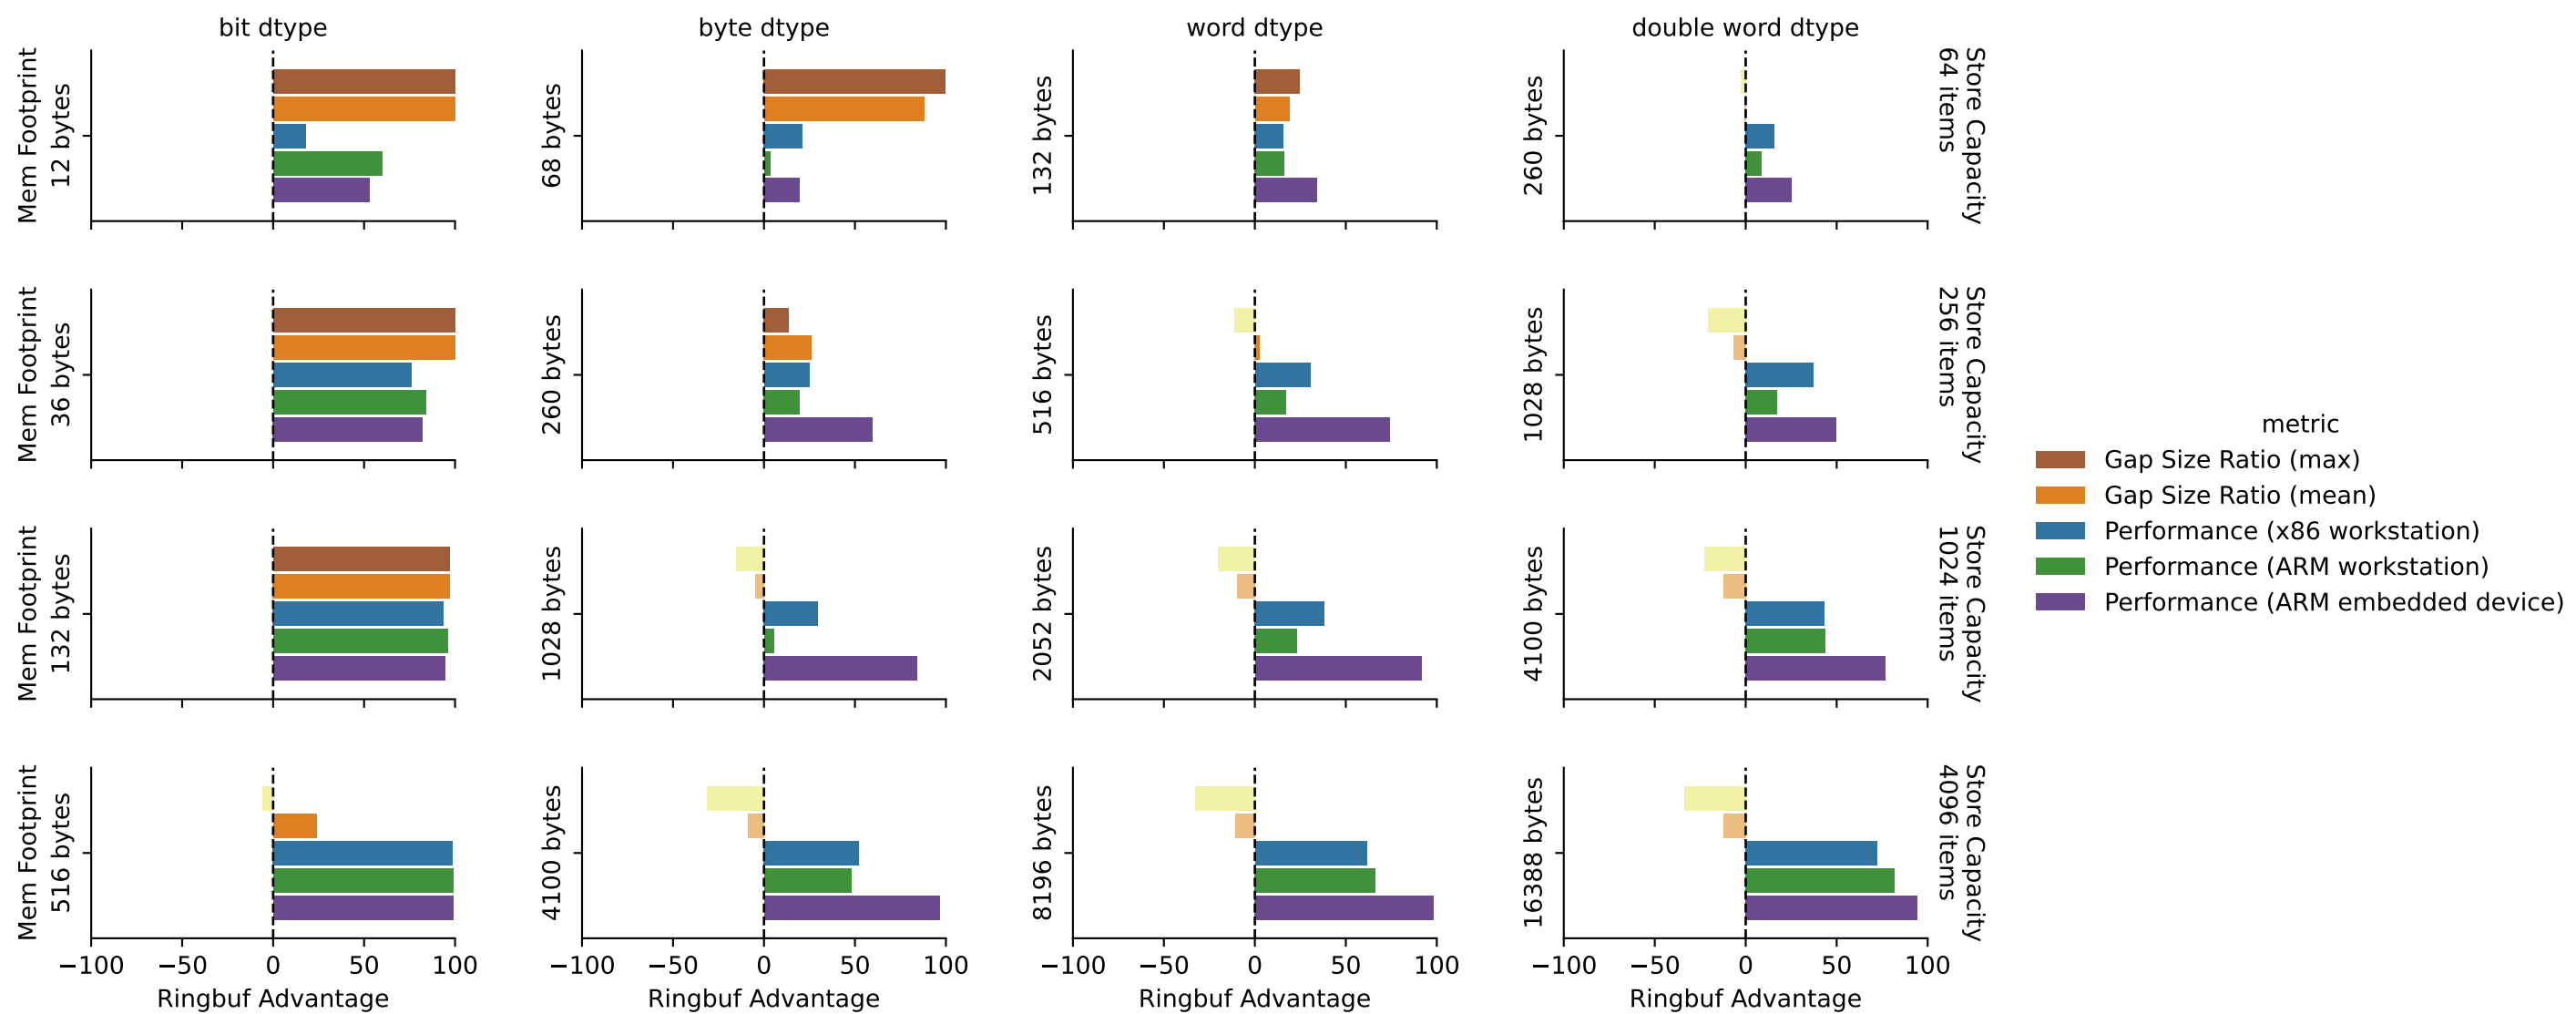 bit dtype
byte dtype
word dtype
double word dtype
Mem Footprint
12 bytes
68 bytes
132 bytes
260 bytes
Store Capacity
64 items
Mem Footprint
36 bytes
260 bytes
516 bytes
1028 bytes
Store Capacity
256 items
Mem Footprint
132 bytes
1028 bytes
2052 bytes
4100 bytes
Store Capacity
1024 items
Mem Footprint
516 bytes
4100 bytes
8196 bytes
16388 bytes
Store Capacity
4096 items
−100 −50 0 50 100
−100 −50 0 50 100
−100 −50 0 50 100
−100 −50 0 50 100
Ringbuf Advantage
Ringbuf Advantage
Ringbuf Advantage
Ringbuf Advantage
metric
Gap Size Ratio (max)
Gap Size Ratio (mean)
Performance (x86 workstation)
Performance (ARM workstation)
Performance (ARM embedded device)